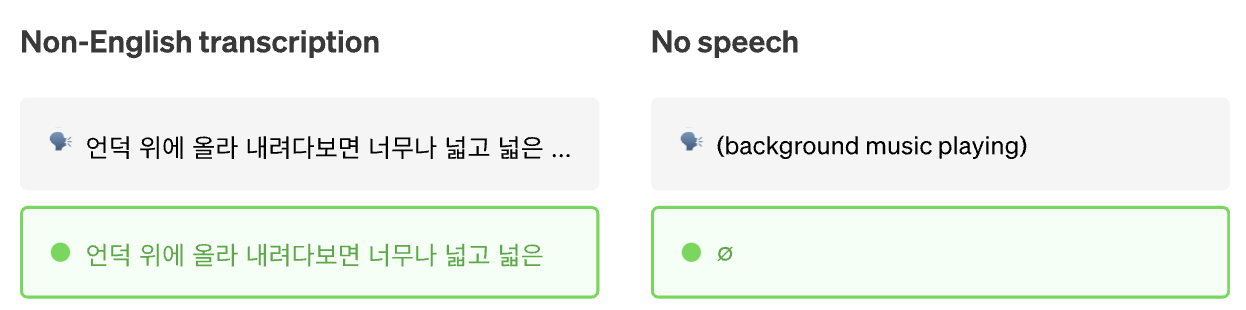 Non-English transcription
언덕 위에 올라 내려다보면 너무나 넓고 넓은 ...
언덕 위에 올라 내려다보면 너무나 넓고 넓은
No speech
(background music playing)
∅